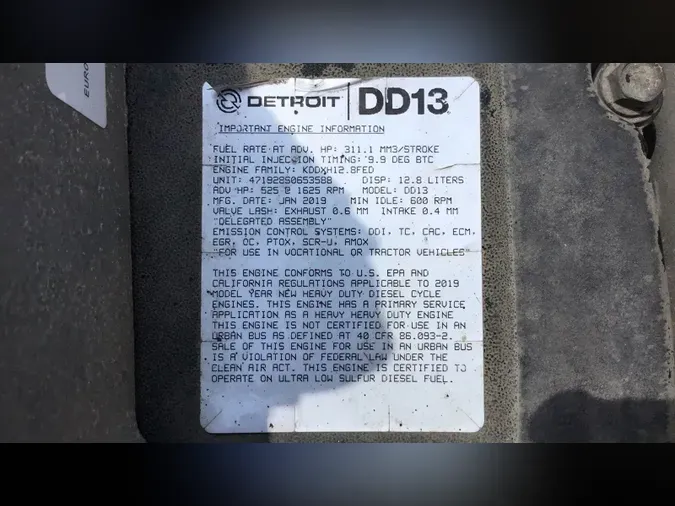 EURO
DETROIT DD13
IMPORTANT ENGINE INFORMATION
FUEL RATE AT ADV. HP: 311.1 MM3/STROKE
INITIAL INJECTION TIMING: 9.9 DEG BTC
ENGINE FAMILY: KDDXH12.8FED
UNIT: 471928S0653588 DISP: 12.8 LITERS
ADV HP: 525 @ 1625 RPM MODEL: DD13
MFG. DATE: JAN 2019 MIN IDLE: 600 RPM
VALVE LASH: EXHAUST 0.6 MM INTAKE 0.4 MM
"DELEGATED ASSEMBLY"
EMISSION CONTROL SYSTEMS: DDI, TC, CAC, ECM,
EGR, OC, PTOX, SCR-U, AMOX
"FOR USE IN VOCATIONAL OR TRACTOR VEHICLES"
THIS ENGINE CONFORMS TO U.S. EPA AND
CALIFORNIA REGULATIONS APPLICABLE TO 2019
MODEL YEAR NEW HEAVY DUTY DIESEL CYCLE
ENGINES. THIS ENGINE HAS A PRIMARY SERVICE
APPLICATION AS A HEAVY HEAVY DUTY ENGINE
THIS ENGINE IS NOT CERTIFIED FOR USE IN AN
URBAN BUS AS DEFINED AT 40 CFR 86.093-2.
SALE OF THIS ENGINE FOR USE IN AN URBAN BUS
IS A VIOLATION OF FEDERAL LAW UNDER THE
CLEAN AIR ACT. THIS ENGINE IS CERTIFIED TO
OPERATE ON ULTRA LOW SULFUR DIESEL FUEL.